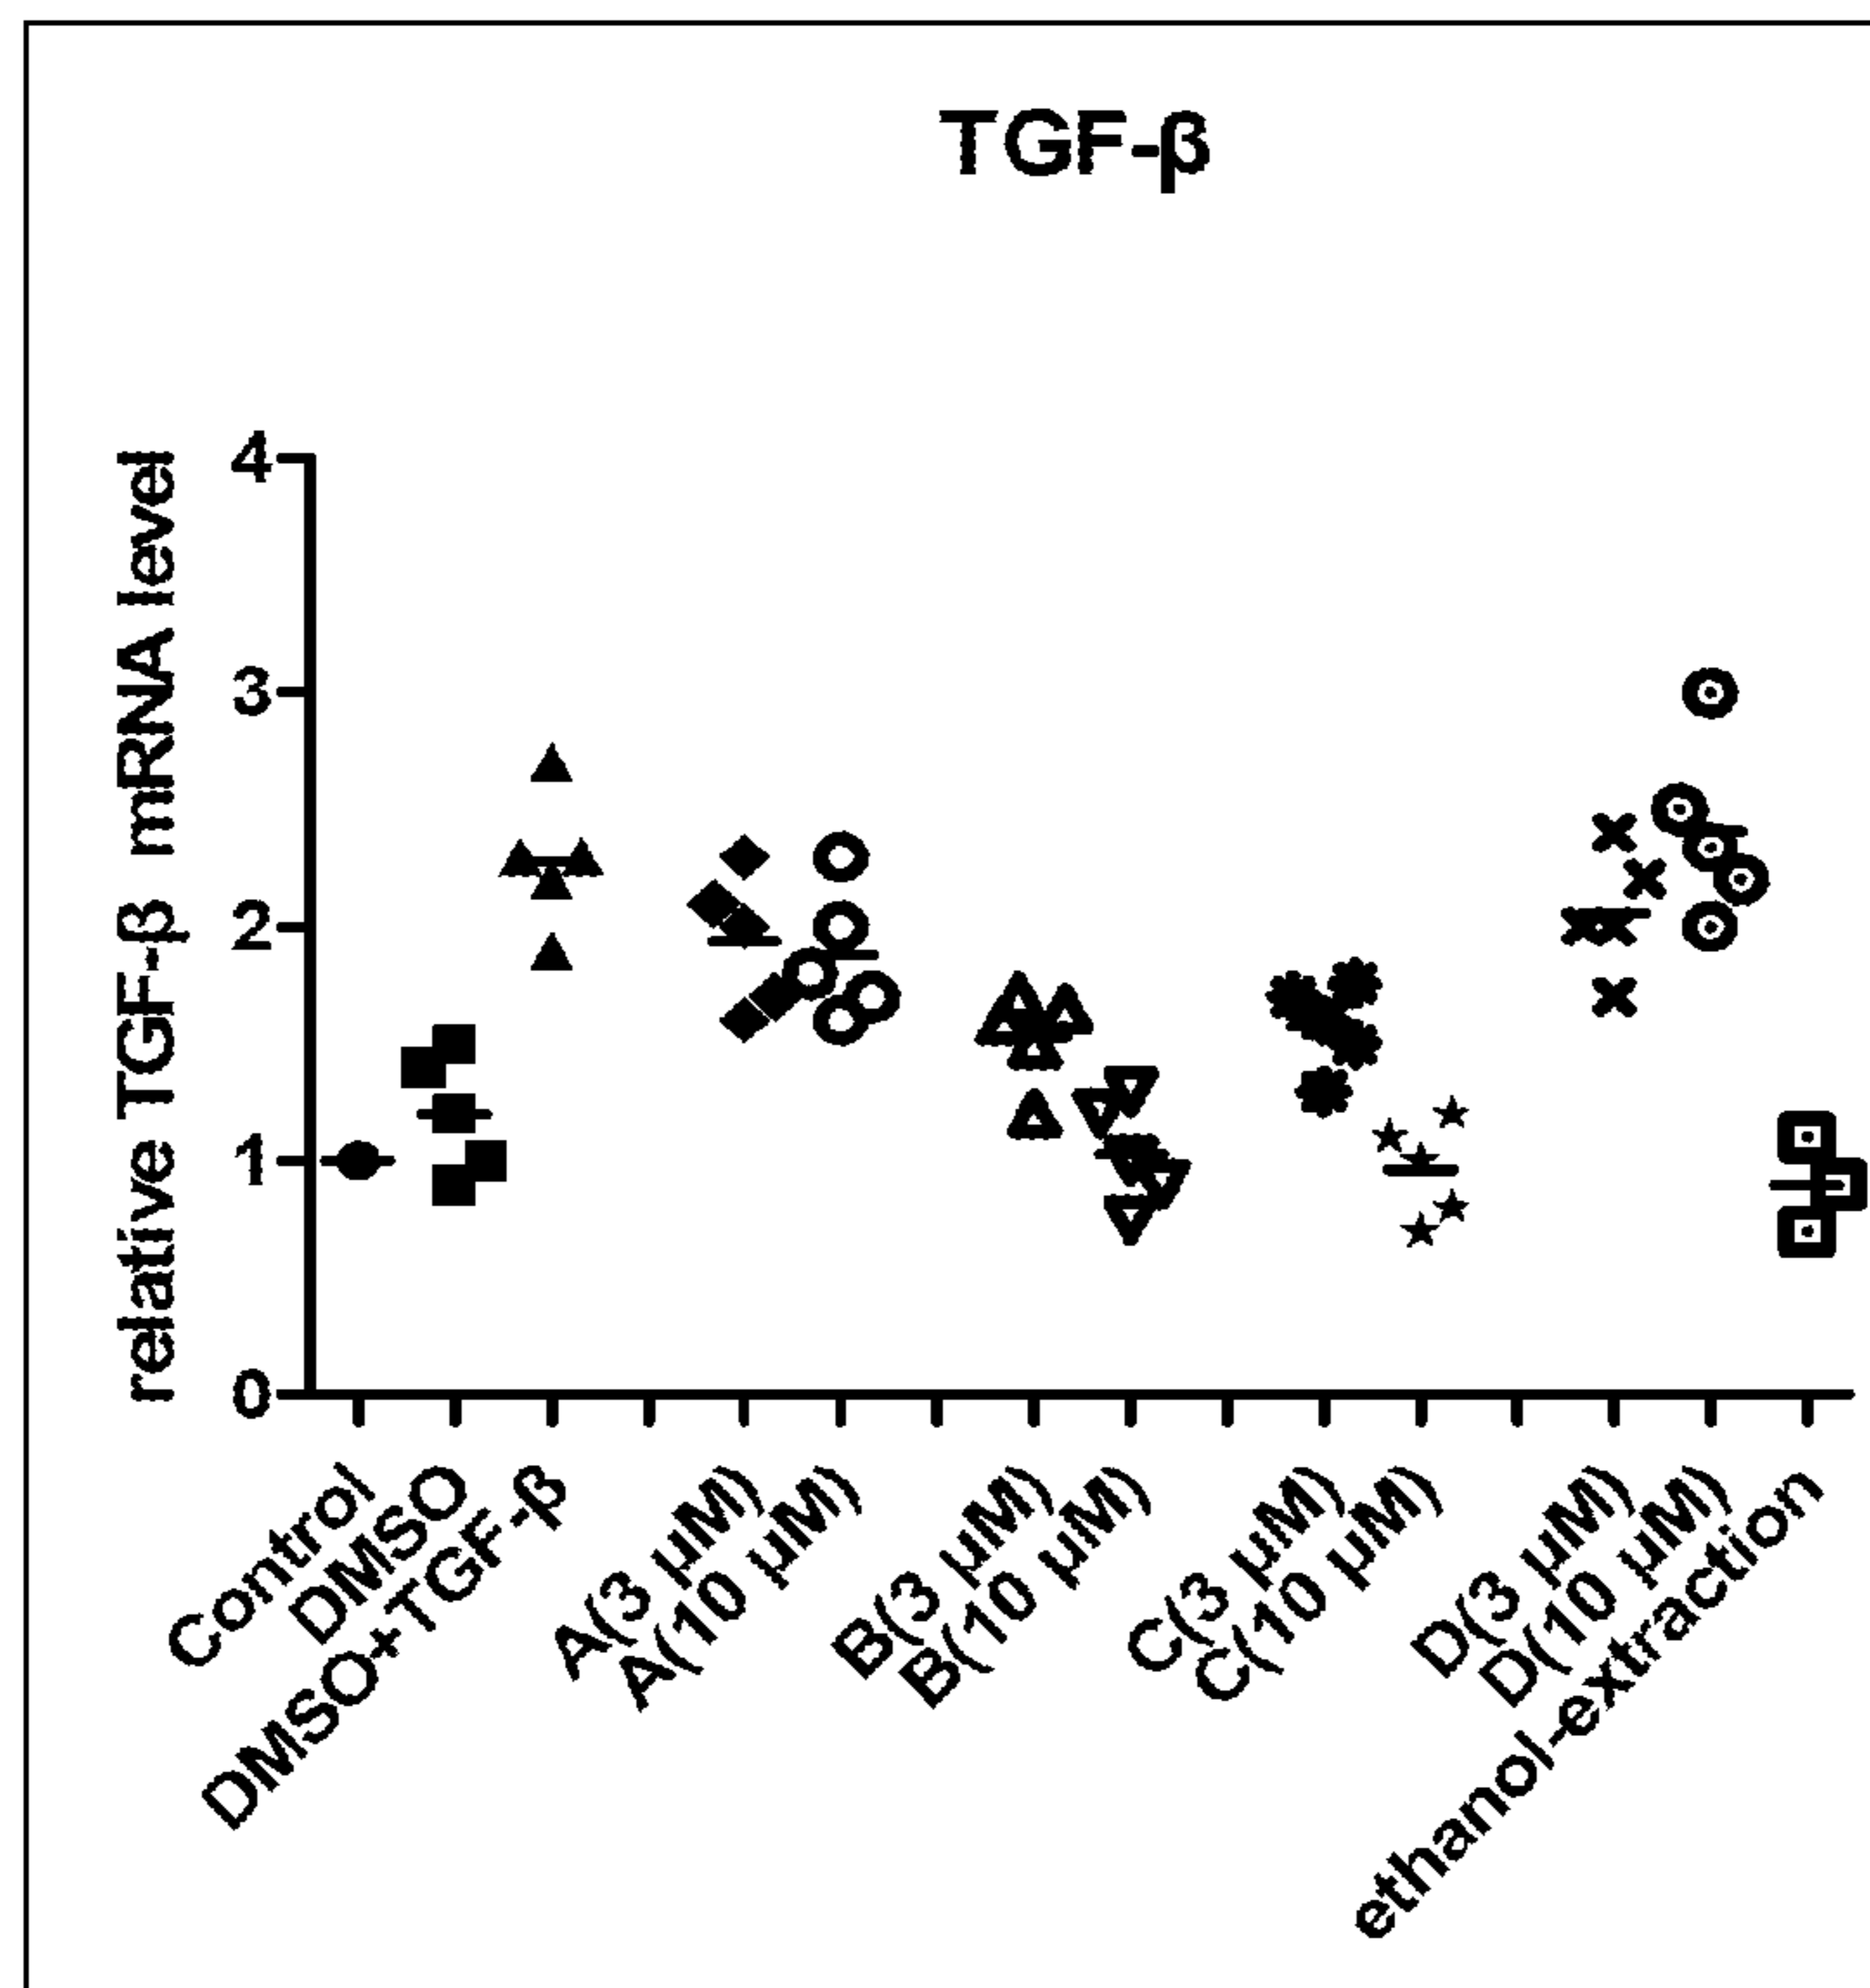 TGF-β
relative TGF-β mRNA level
4
3
2
1
0
Control
DMSO
DMSO+TGF-β
A(3 μM)
A(10 μM)
B(3 μM)
B(10 μM)
C(3 μM)
C(10 μM)
D(3 μM)
D(10 μM)
ethanol-extraction